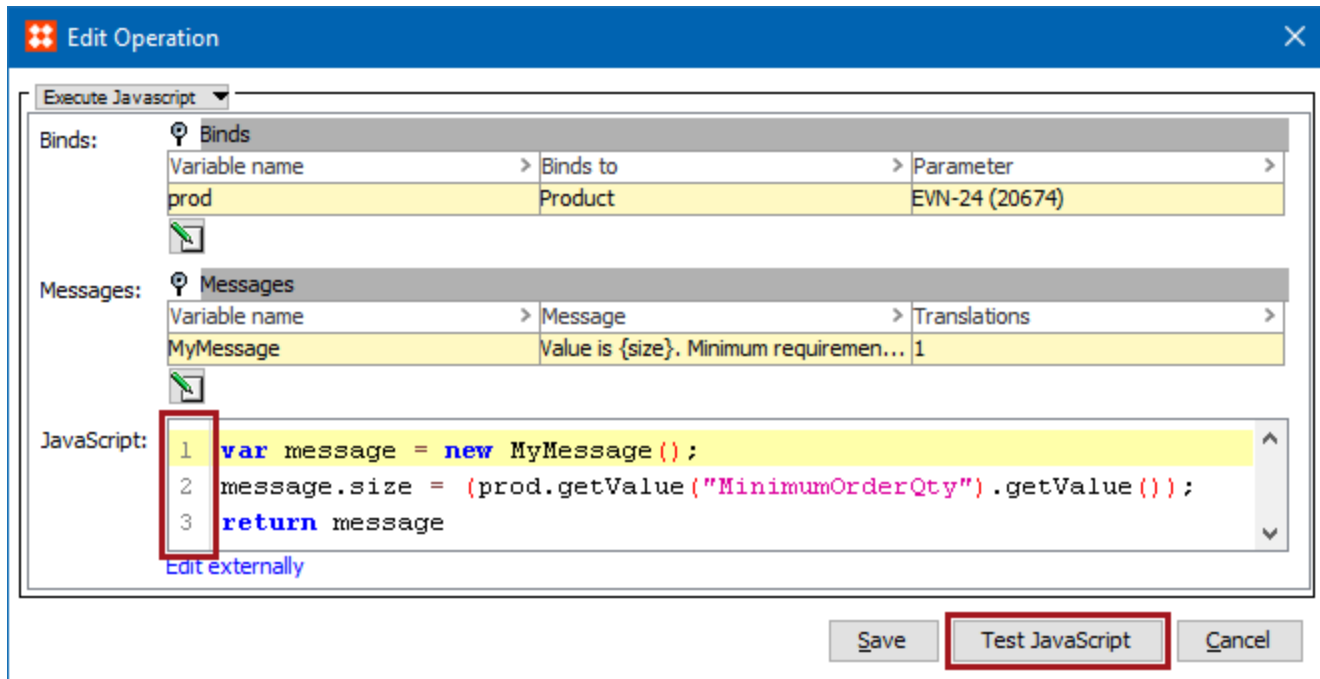 Edit Operation
Execute Javascript
Binds:
Binds
Variable name > Binds to > Parameter >
prod Product EVN-24 (20674)
Messages:
Messages
Variable name > Message > Translations >
MyMessage Value is {size}. Minimum requiremen... 1
JavaScript:
1 var message = new MyMessage();
2 message.size = (prod.getValue("MinimumOrderQty").getValue());
3 return message
Edit externally
Save Test JavaScript Cancel